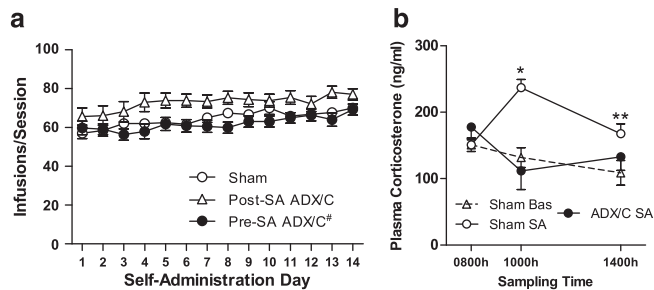 a
Infusions/Session
100
80
60
40
20
0
Sham
Post-SA ADX/C
Pre-SA ADX/C#
1 2 3 4 5 6 7 8 9 10 11 12 13 14
Self-Administration Day
b
Plasma Corticosterone (ng/ml)
300
200
100
0
*
**
Sham Bas
Sham SA
ADX/C SA
0800h 1000h 1400h
Sampling Time